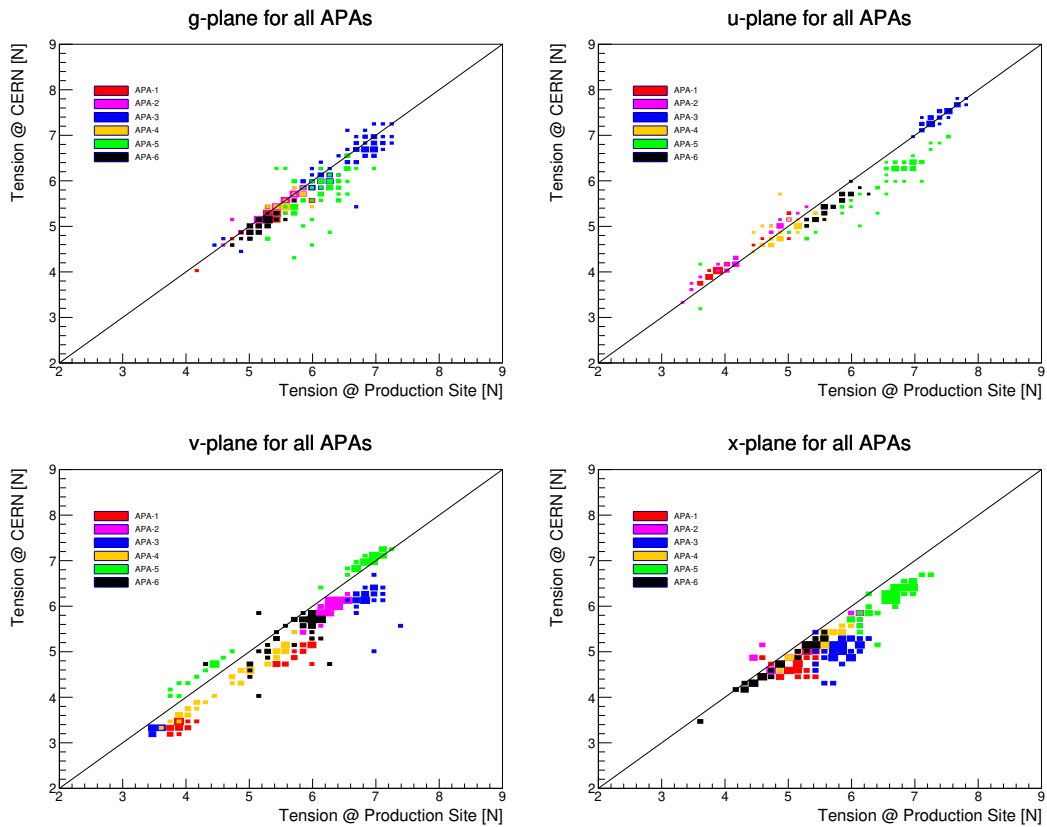 g-plane for all APAs
Tension @ CERN [N]
9
8
7
6
5
4
3
2
APA-1
APA-2
APA-3
APA-4
APA-5
APA-6
2 3 4 5 6 7 8 9
Tension @ Production Site [N]
u-plane for all APAs
Tension @ CERN [N]
9
8
7
6
5
4
3
2
APA-1
APA-2
APA-3
APA-4
APA-5
APA-6
2 3 4 5 6 7 8 9
Tension @ Production Site [N]
v-plane for all APAs
Tension @ CERN [N]
9
8
7
6
5
4
3
2
APA-1
APA-2
APA-3
APA-4
APA-5
APA-6
2 3 4 5 6 7 8 9
Tension @ Production Site [N]
x-plane for all APAs
Tension @ CERN [N]
9
8
7
6
5
4
3
2
APA-1
APA-2
APA-3
APA-4
APA-5
APA-6
2 3 4 5 6 7 8 9
Tension @ Production Site [N]